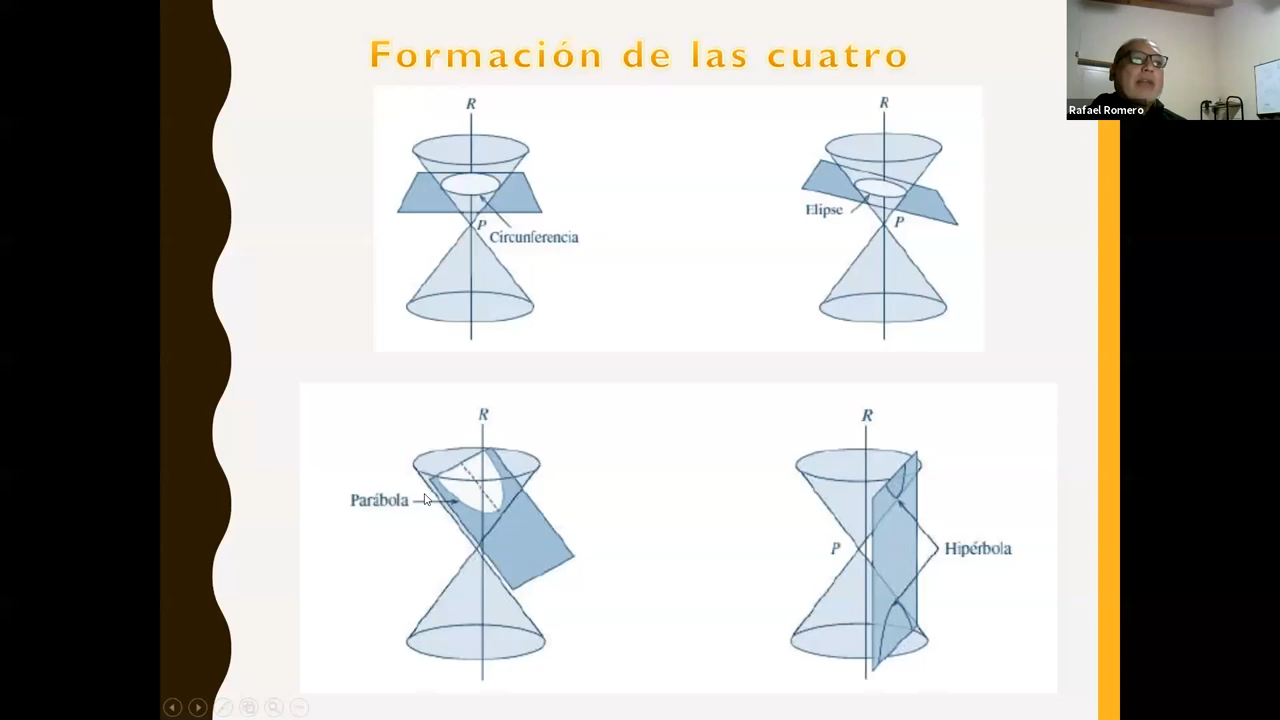 Formación de las cuatro
Rafael Romero
R
P
Circunferencia
R
Elipse
P
R
Parábola
R
P
Hipérbola